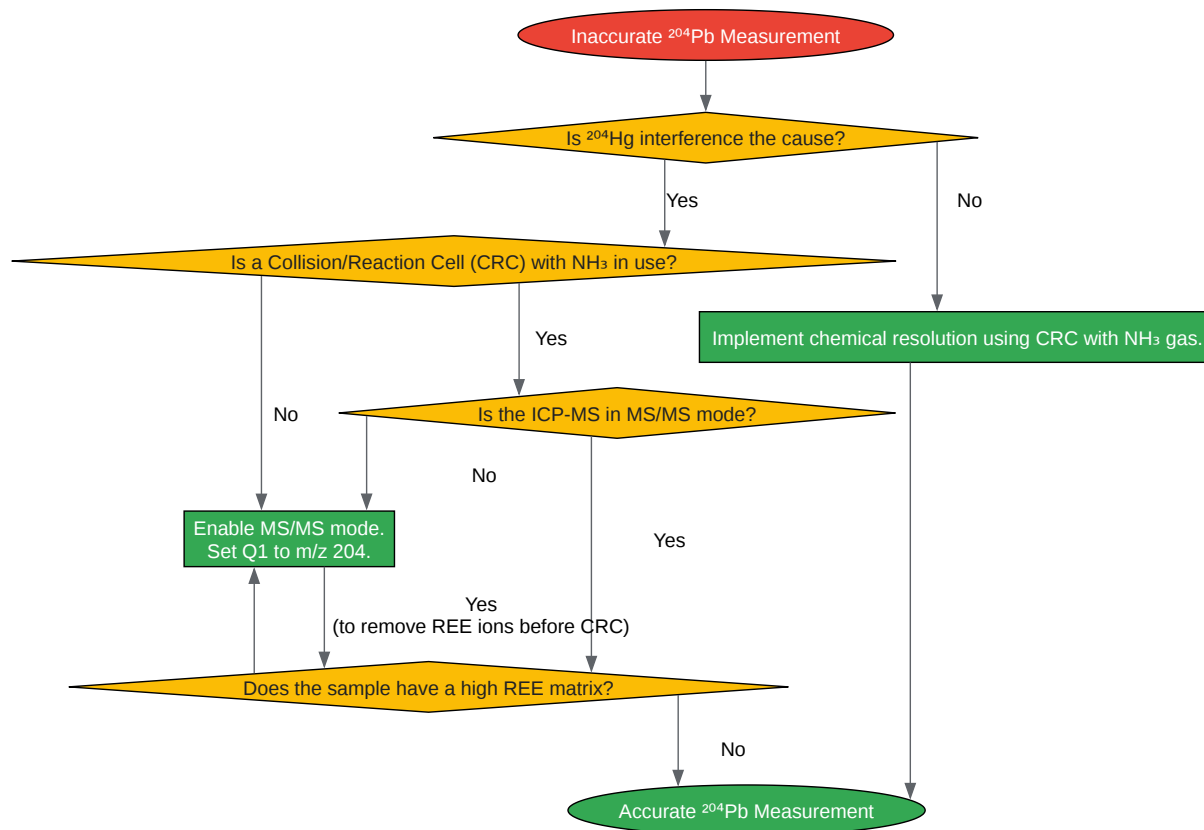 Inaccurate ²⁰⁴Pb Measurement
Is ²⁰⁴Hg interference the cause?
Yes
No
Is a Collision/Reaction Cell (CRC) with NH₃ in use?
Implement chemical resolution using CRC with NH₃ gas.
Yes
No
Is the ICP-MS in MS/MS mode?
No
Yes
Enable MS/MS mode.
Set Q1 to m/z 204.
Yes
(to remove REE ions before CRC)
Does the sample have a high REE matrix?
No
Accurate ²⁰⁴Pb Measurement